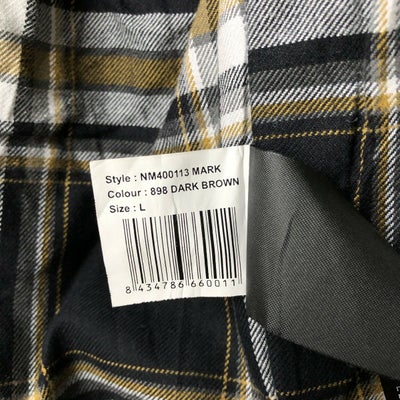 Style : NM400113 MARK
Colour : 898 DARK BROWN
Size : L
8 434786 660011